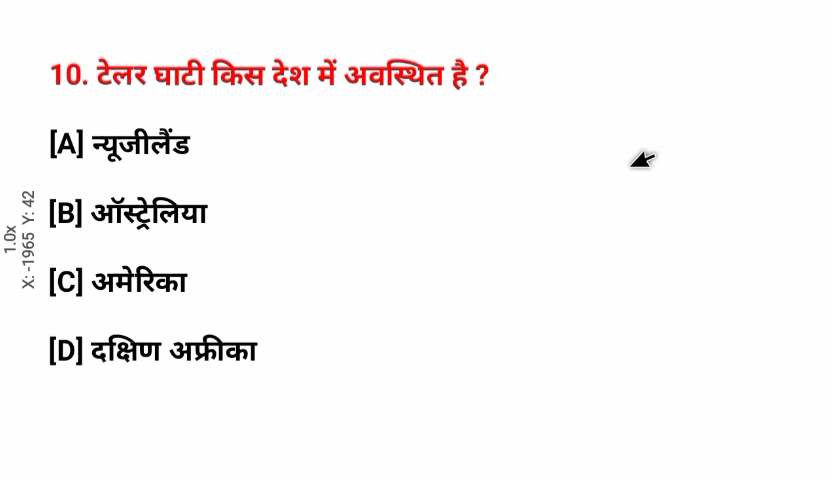 10. टेलर घाटी किस देश में अवस्थित है ?
[A] न्यूजीलैंड
[B] ऑस्ट्रेलिया
[C] अमेरिका
[D] दक्षिण अफ्रीका
1.0x
X: -1965 Y: 42